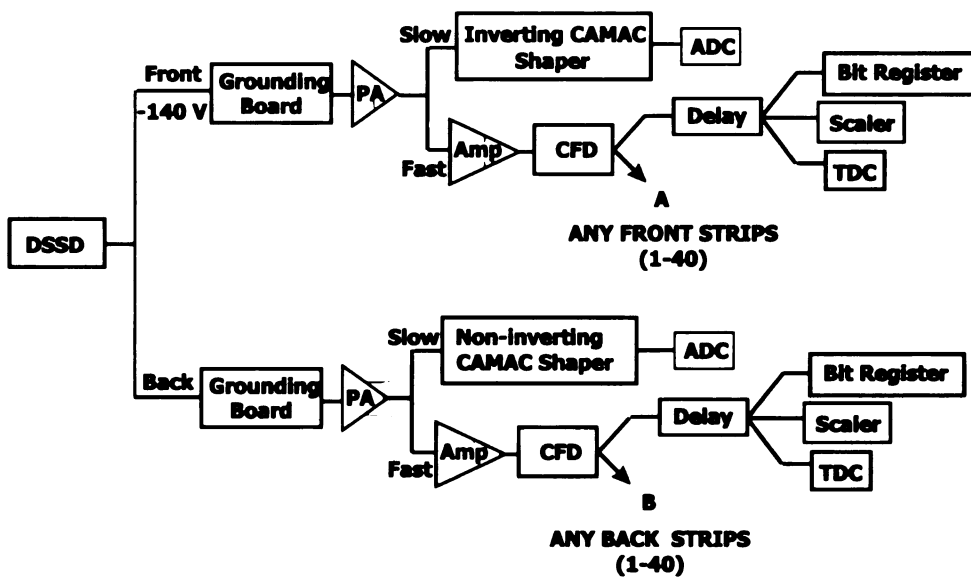 Slow
Inverting CAMAC
Shaper
ADC
Front
-140 V
Grounding
Board
PA
Bit Register
Delay
Scaler
TDC
Fast
Amp
CFD
A
ANY FRONT STRIPS
(1-40)
DSSD
Slow
Non-inverting
CAMAC Shaper
ADC
Back
Grounding
Board
PA
Bit Register
Delay
Scaler
TDC
Fast
Amp
CFD
B
ANY BACK STRIPS
(1-40)